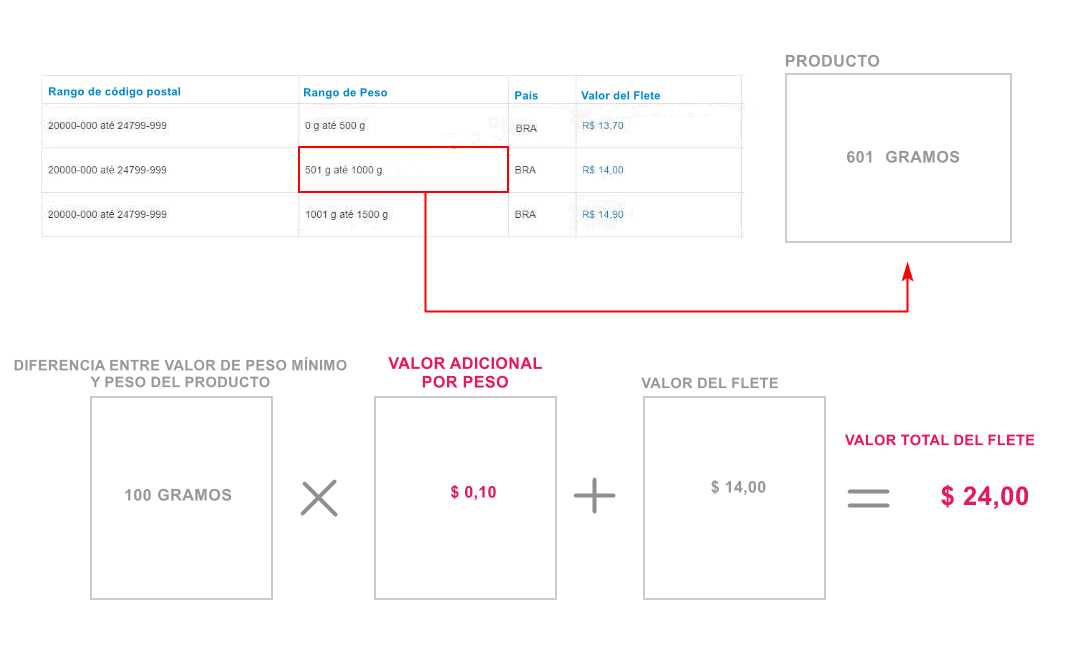 PRODUCTO
Rango de código postal Rango de Peso País Valor del Flete
20000-000 até 24799-999 0 g até 500 g BRA R$ 13,70
601 GRAMOS
20000-000 até 24799-999 501 g até 1000 g BRA R$ 14,00
20000-000 até 24799-999 1001 g até 1500 g BRA R$ 14,90
DIFERENCIA ENTRE VALOR DE PESO MÍNIMO
Y PESO DEL PRODUCTO
VALOR ADICIONAL
POR PESO
VALOR DEL FLETE
VALOR TOTAL DEL FLETE
100 GRAMOS × $ 0,10 + $ 14,00 = $ 24,00